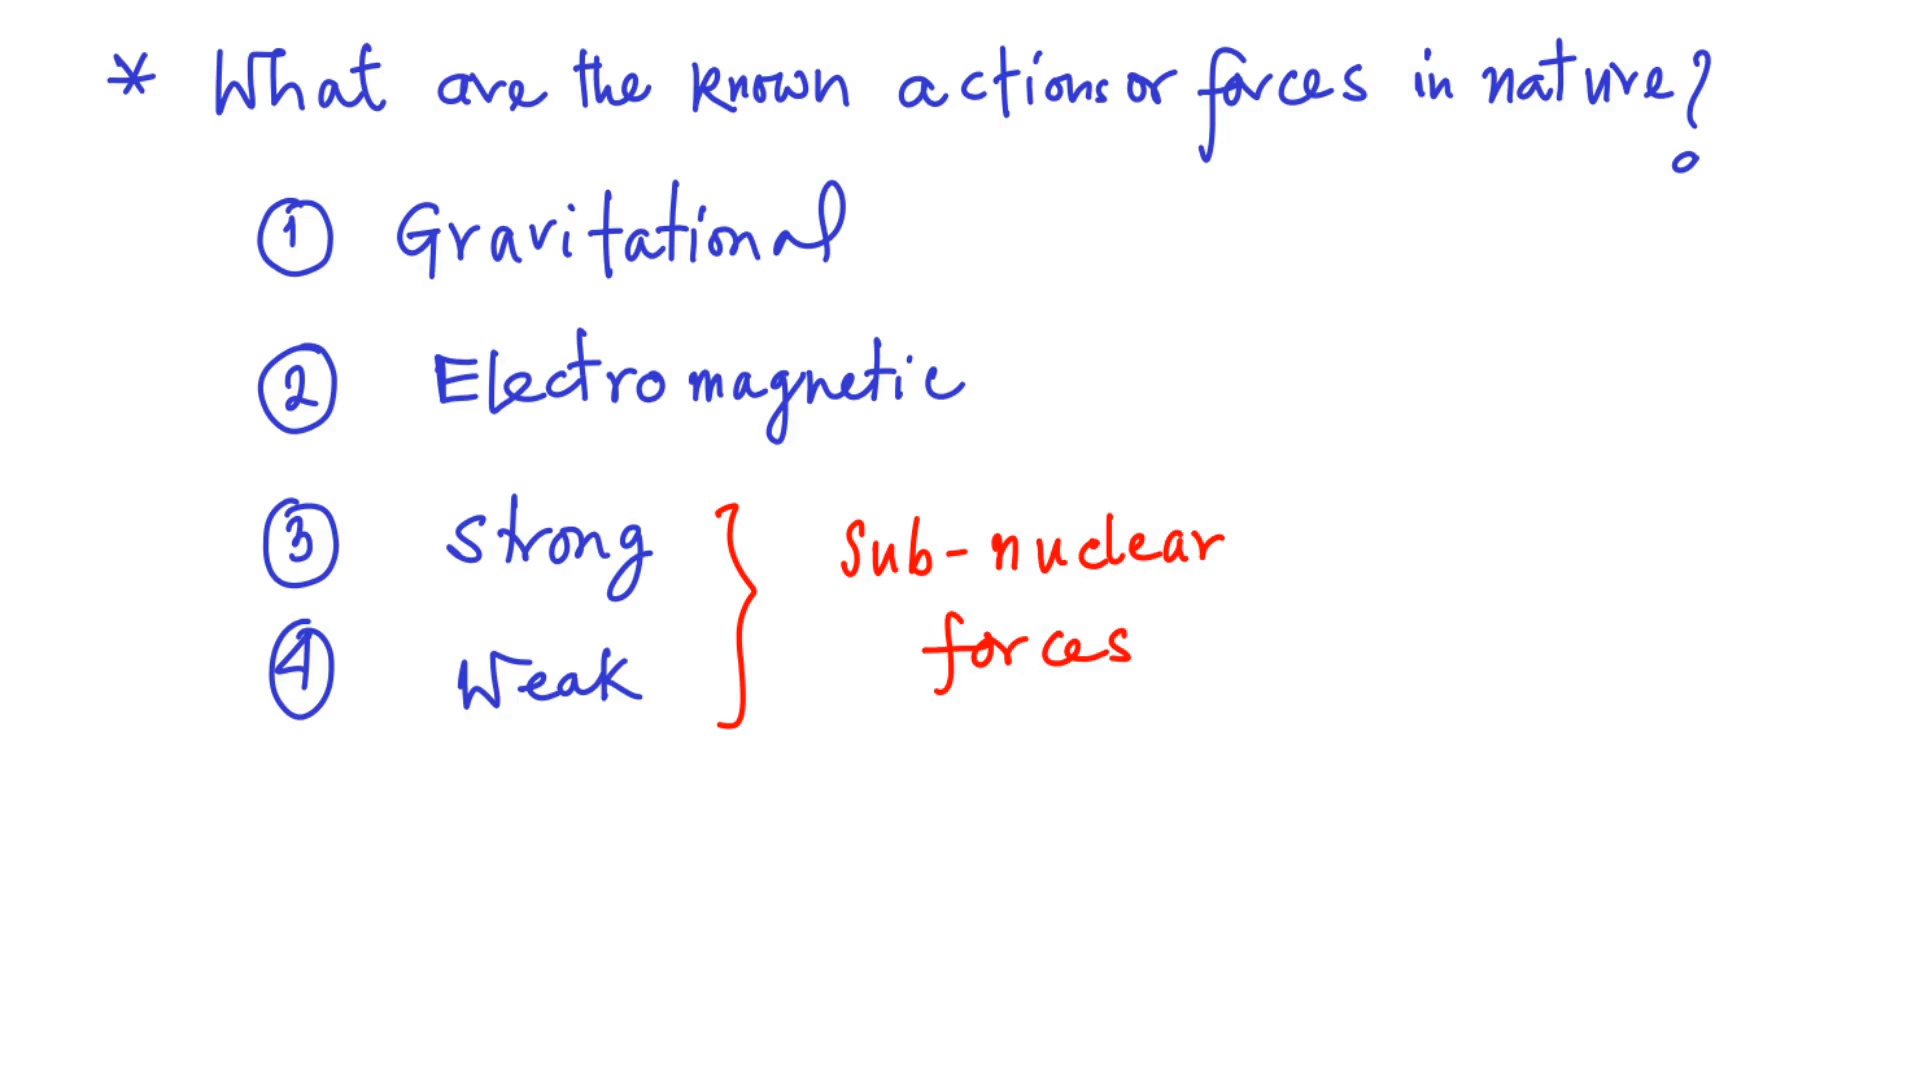 * What are the known actions or forces in nature?
① Gravitational
② Electromagnetic
③ strong
④ Weak
} Sub-nuclear
forces